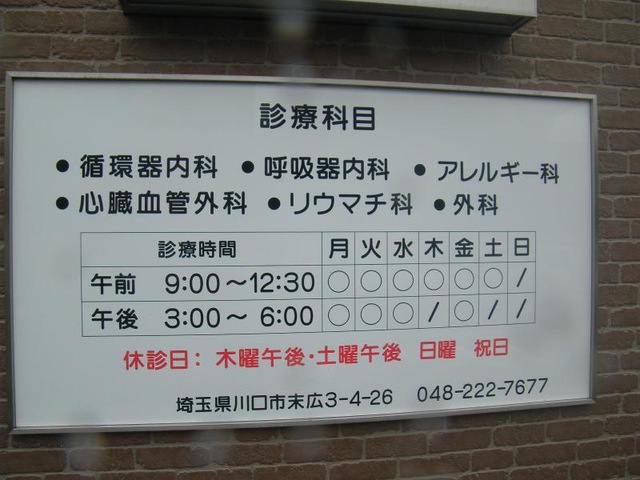 診療科目
● 循環器内科 ● 呼吸器内科 ● アレルギー科
● 心臓血管外科 ● リウマチ科 ● 外科
診療時間 月 火 水 木 金 土 日
午前 9:00～12:30 ○ ○ ○ ○ ○ ○ /
午後 3:00～ 6:00 ○ ○ ○ / ○ / /
休診日: 木曜午後・土曜午後 日曜 祝日
埼玉県川口市末広3-4-26 048-222-7677